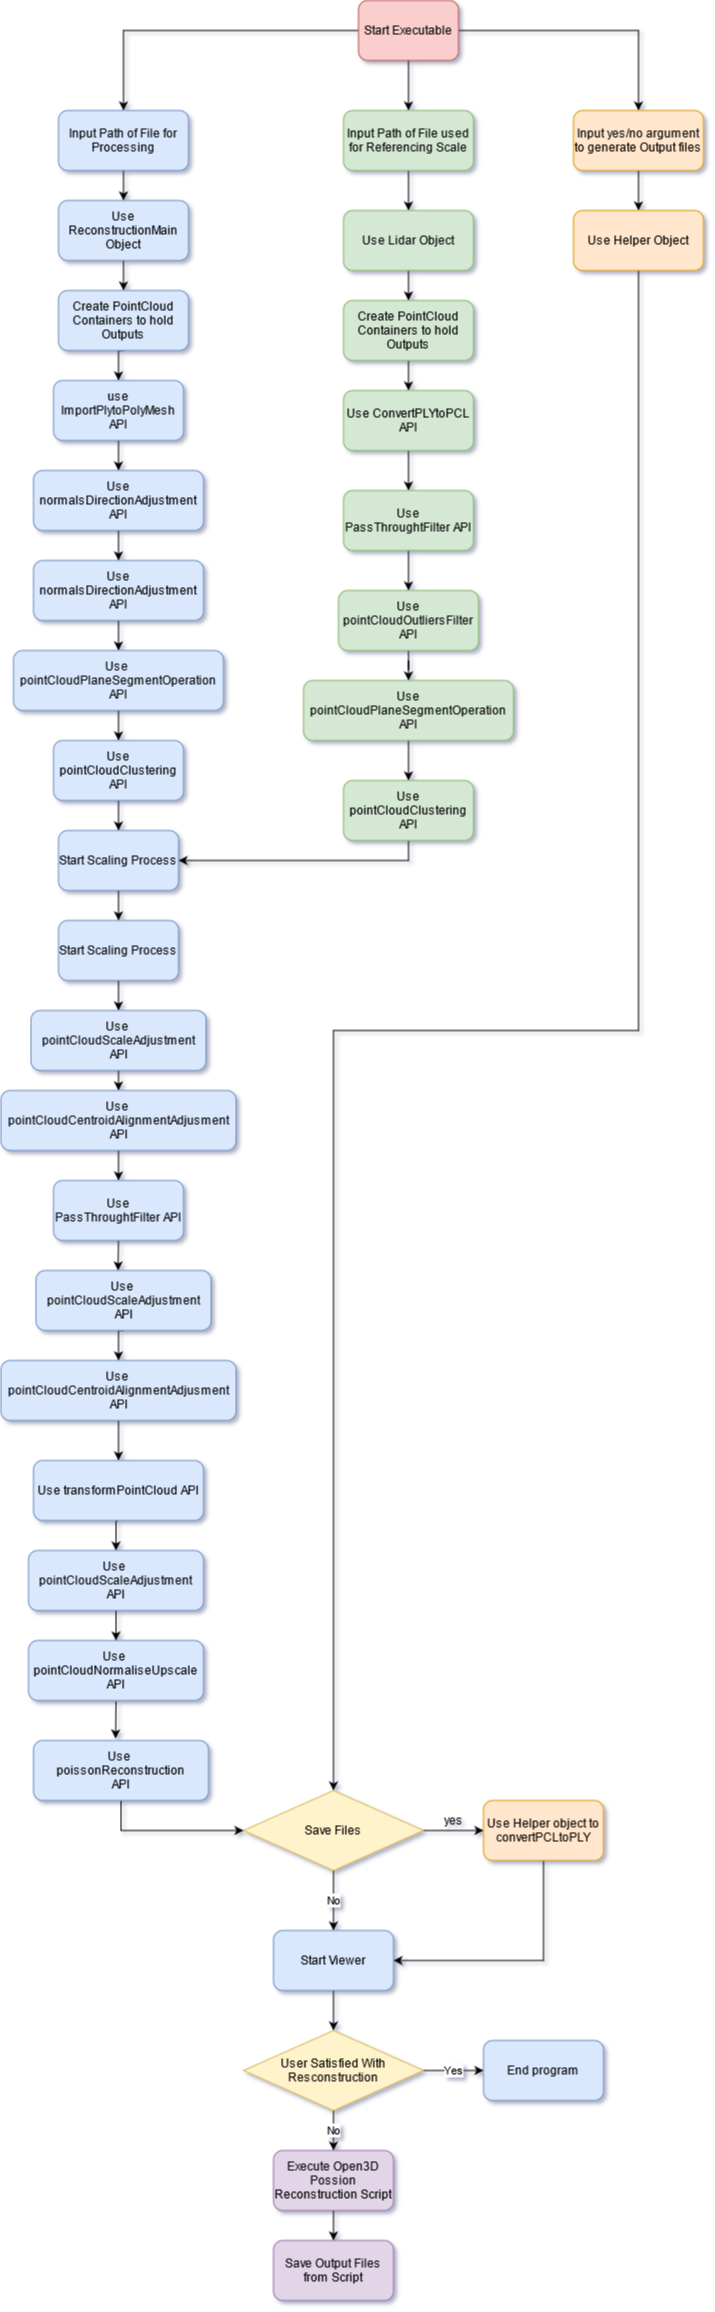 Start Executable
Input Path of File for
Processing
Use
ReconstructionMain
Object
Create PointCloud
Containers to hold
Outputs
use
ImportPlytoPolyMesh
API
Use
normalsDirectionAdjustment
API
Use
normalsDirectionAdjustment
API
Use
pointCloudPlaneSegmentOperation
API
Use
pointCloudClustering
API
Start Scaling Process
Start Scaling Process
Use
pointCloudScaleAdjustment
API
Use
pointCloudCentroidAlignmentAdjusment
API
Use
PassThroughtFilter API
Use
pointCloudScaleAdjustment
API
Use
pointCloudCentroidAlignmentAdjusment
API
Use transformPointCloud API
Use
pointCloudScaleAdjustment
API
Use
pointCloudNormaliseUpscale
API
Use
poissonReconstruction
API
Input Path of File used
for Referencing Scale
Use Lidar Object
Create PointCloud
Containers to hold
Outputs
Use ConvertPLYtoPCL
API
Use
PassThroughtFilter API
Use
pointCloudOutliersFilter
API
Use
pointCloudPlaneSegmentOperation
API
Use
pointCloudClustering
API
Input yes/no argument
to generate Output files
Use Helper Object
Save Files
yes
Use Helper object to
convertPCLtoPLY
No
Start Viewer
User Satisfied With
Resconstruction
Yes
End program
No
Execute Open3D
Possion
Reconstruction Script
Save Output Files
from Script